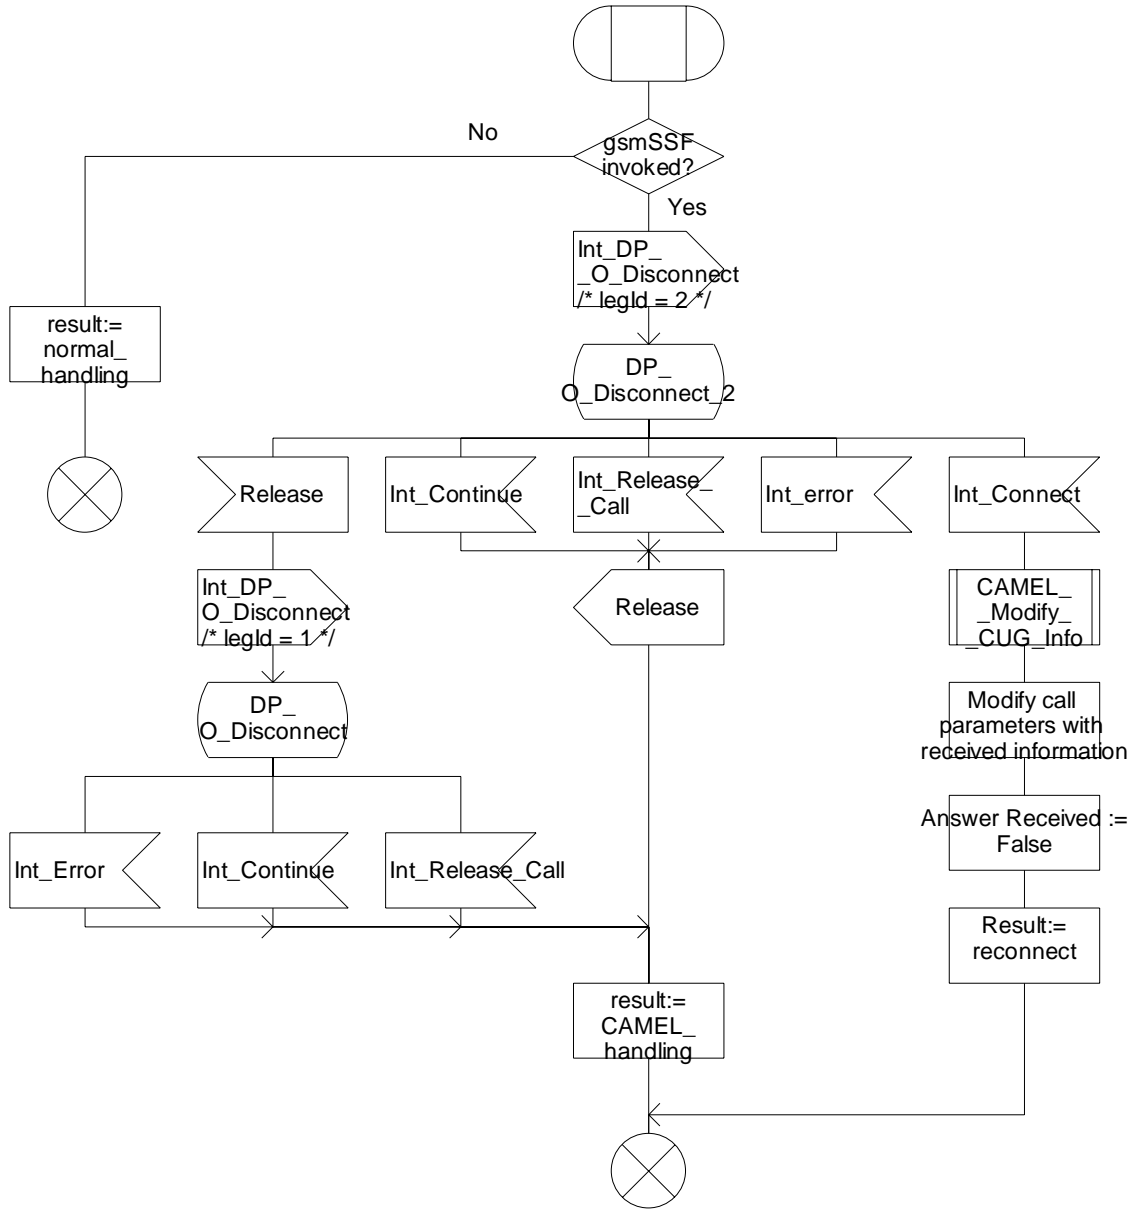 No
gsmSSF
invoked?
Yes
Int_DP_
_O_Disconnect
/* legId = 2 */
result:=
normal_
handling
DP_
O_Disconnect_2
Release
Int_Continue
Int_Release_
_Call
Int_error
Int_Connect
Int_DP_
O_Disconnect
/* legId = 1 */
Release
CAMEL_
_Modify_
_CUG_Info
DP_
O_Disconnect
Modify call
parameters with
received information
Answer Received :=
False
Int_Error
Int_Continue
Int_Release_Call
Result:=
reconnect
result:=
CAMEL_
handling